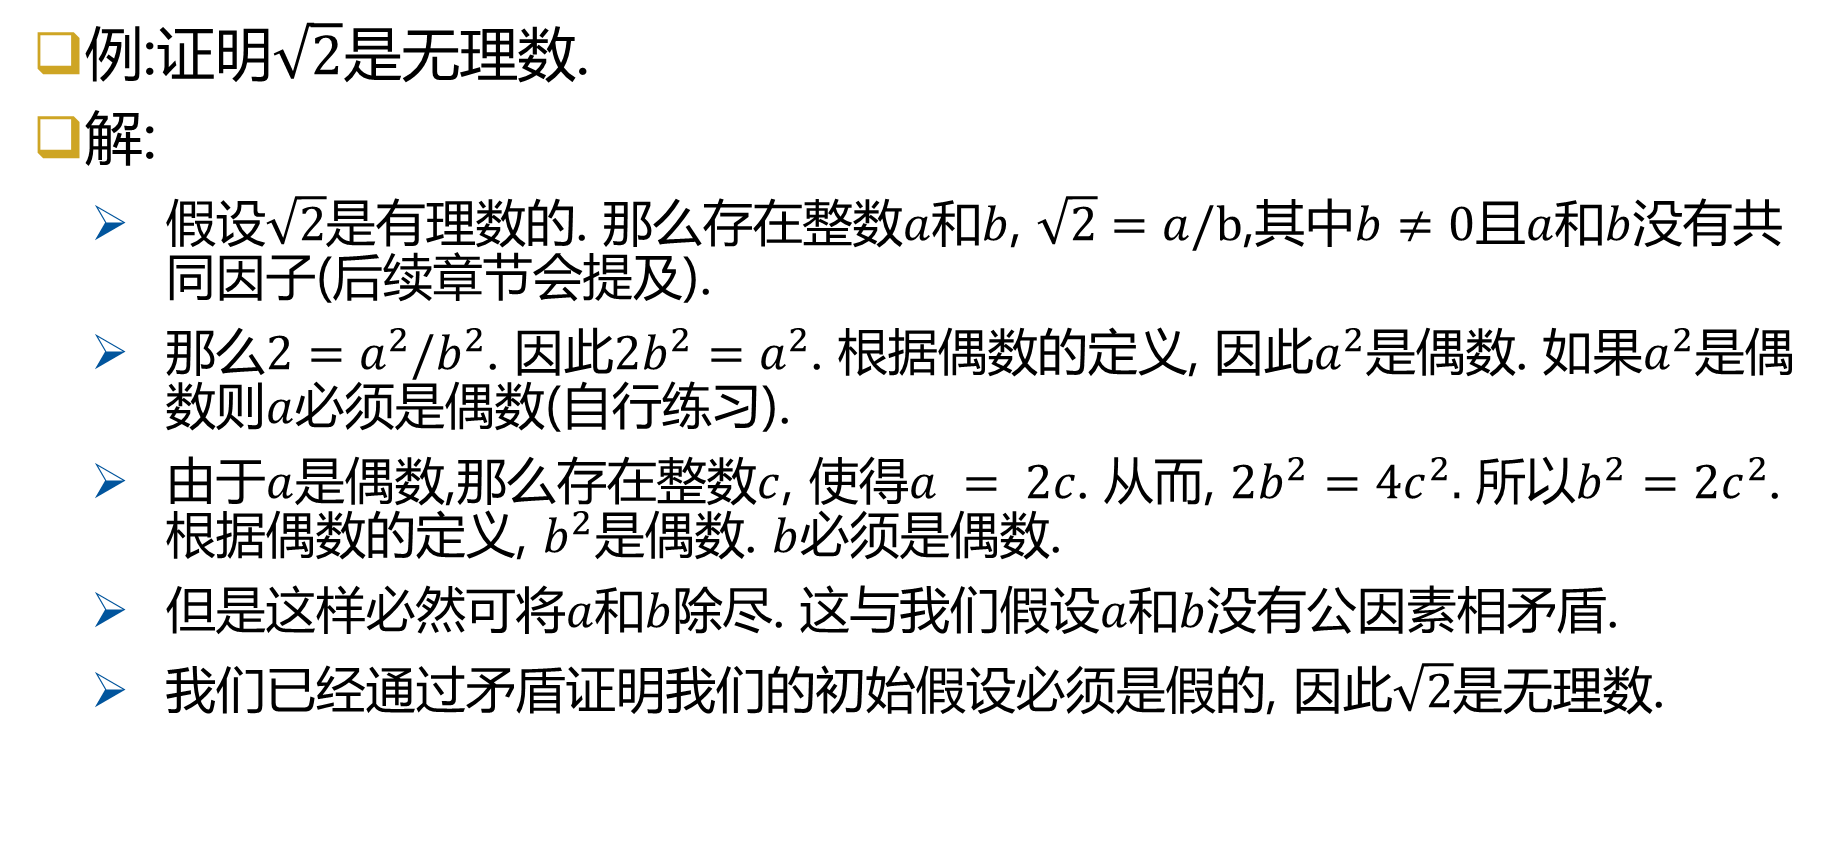 例:证明√2是无理数.
解:
假设√2是有理数的. 那么存在整数a和b, √2 = a/b,其中b ≠ 0且a和b没有共
同因子(后续章节会提及).
那么2 = a²/b². 因此2b² = a². 根据偶数的定义, 因此a²是偶数. 如果a²是偶
数则a必须是偶数(自行练习).
由于a是偶数,那么存在整数c, 使得a = 2c. 从而, 2b² = 4c². 所以b² = 2c².
根据偶数的定义, b²是偶数. b必须是偶数.
但是这样必然可将a和b除尽. 这与我们假设a和b没有公因素相矛盾.
我们已经通过矛盾证明我们的初始假设必须是假的, 因此√2是无理数.